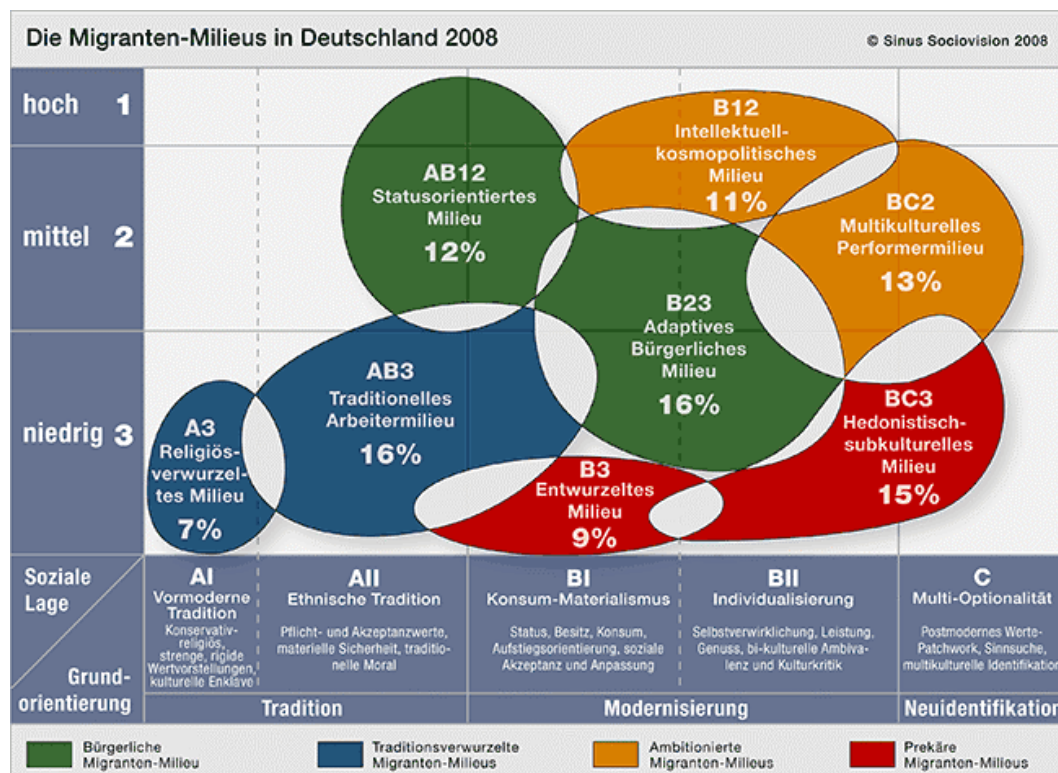 Die Migranten-Milieus in Deutschland 2008
© Sinus Sociovision 2008
hoch 1
mittel 2
niedrig 3
B12
Intellektuell-
kosmopolitisches
Milieu
11%
AB12
Statusorientiertes
Milieu
12%
BC2
Multikulturelles
Performermilieu
13%
B23
Adaptives
Bürgerliches
Milieu
16%
AB3
Traditionelles
Arbeitermilieu
16%
A3
Religiös-
verwurzel-
tes Milieu
7%
BC3
Hedonistisch-
subkulturelles
Milieu
15%
B3
Entwurzeltes
Milieu
9%
Soziale
Lage
Grund-
orientierung
AI
Vormoderne
Tradition
Konservativ-
religiös,
strenge, rigide
Wertvorstellungen,
kulturelle Enklave
AII
Ethnische Tradition
Pflicht- und Akzeptanzwerte,
materielle Sicherheit, traditio-
nelle Moral
BI
Konsum-Materialismus
Status, Besitz, Konsum,
Aufstiegsorientierung, soziale
Akzeptanz und Anpassung
BII
Individualisierung
Selbstverwirklichung, Leistung,
Genuss, bi-kulturelle Ambiva-
lenz und Kulturkritik
C
Multi-Optionalität
Postmodernes Werte-
Patchwork, Sinnsuche,
multikulturelle Identifikation
Tradition
Modernisierung
Neuidentifikation
Bürgerliche
Migranten-Milieu
Traditionsverwurzelte
Migranten-Milieus
Ambitionierte
Migranten-Milieus
Prekäre
Migranten-Milieus